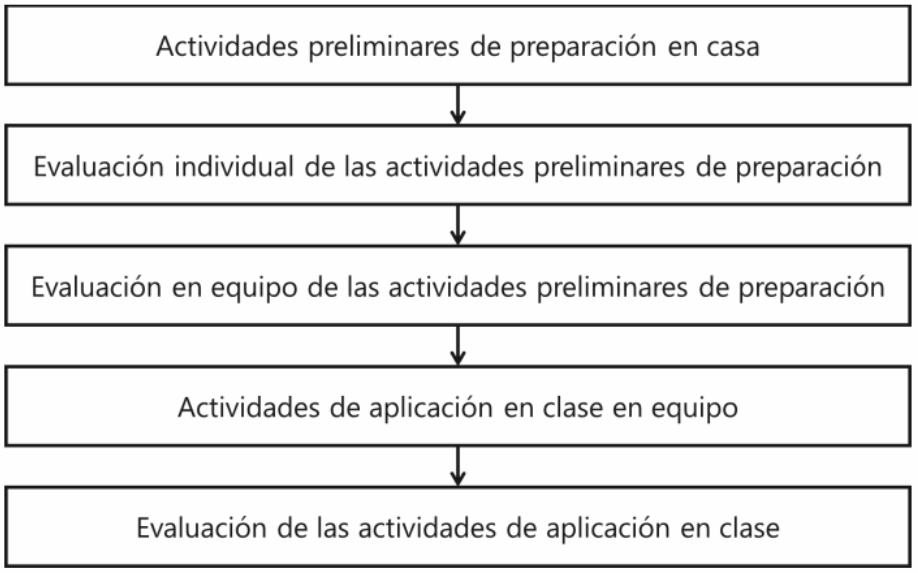 Actividades preliminares de preparación en casa
Evaluación individual de las actividades preliminares de preparación
Evaluación en equipo de las actividades preliminares de preparación
Actividades de aplicación en clase en equipo
Evaluación de las actividades de aplicación en clase